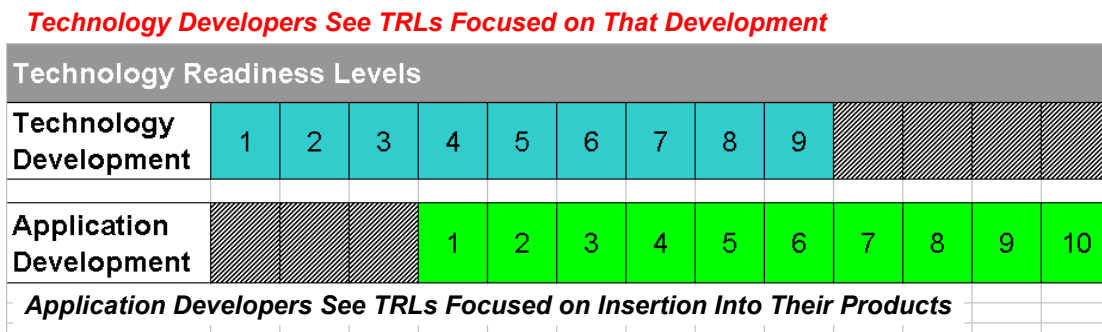 Technology Developers See TRLs Focused on That Development
Technology Readiness Levels
Technology
Development
1 2 3 4 5 6 7 8 9
Application
Development
1 2 3 4 5 6 7 8 9 10
Application Developers See TRLs Focused on Insertion Into Their Products